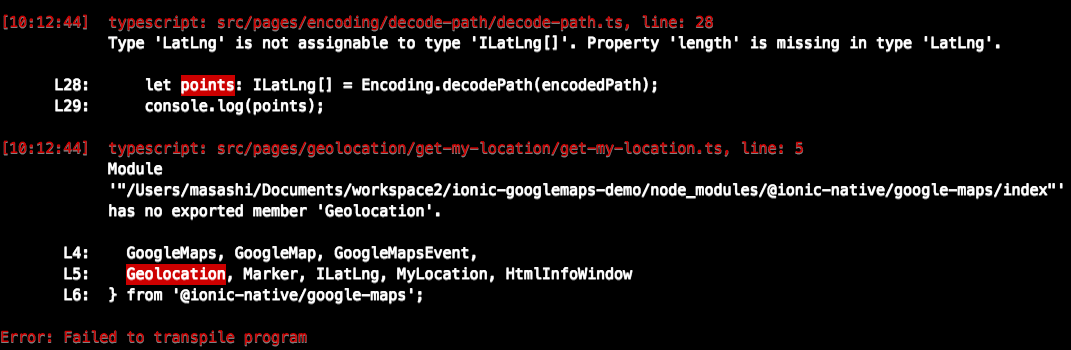 [10:12:44]  typescript: src/pages/encoding/decode-path/decode-path.ts, line: 28
            Type 'LatLng' is not assignable to type 'ILatLng[]'. Property 'length' is missing in type 'LatLng'.

      L28:      let points: ILatLng[] = Encoding.decodePath(encodedPath);
      L29:      console.log(points);

[10:12:44]  typescript: src/pages/geolocation/get-my-location/get-my-location.ts, line: 5
            Module
            '"/Users/masashi/Documents/workspace2/ionic-googlemaps-demo/node_modules/@ionic-native/google-maps/index"'
            has no exported member 'Geolocation'.

       L4:    GoogleMaps, GoogleMap, GoogleMapsEvent,
       L5:    Geolocation, Marker, ILatLng, MyLocation, HtmlInfoWindow
       L6:  } from '@ionic-native/google-maps';

Error: Failed to transpile program